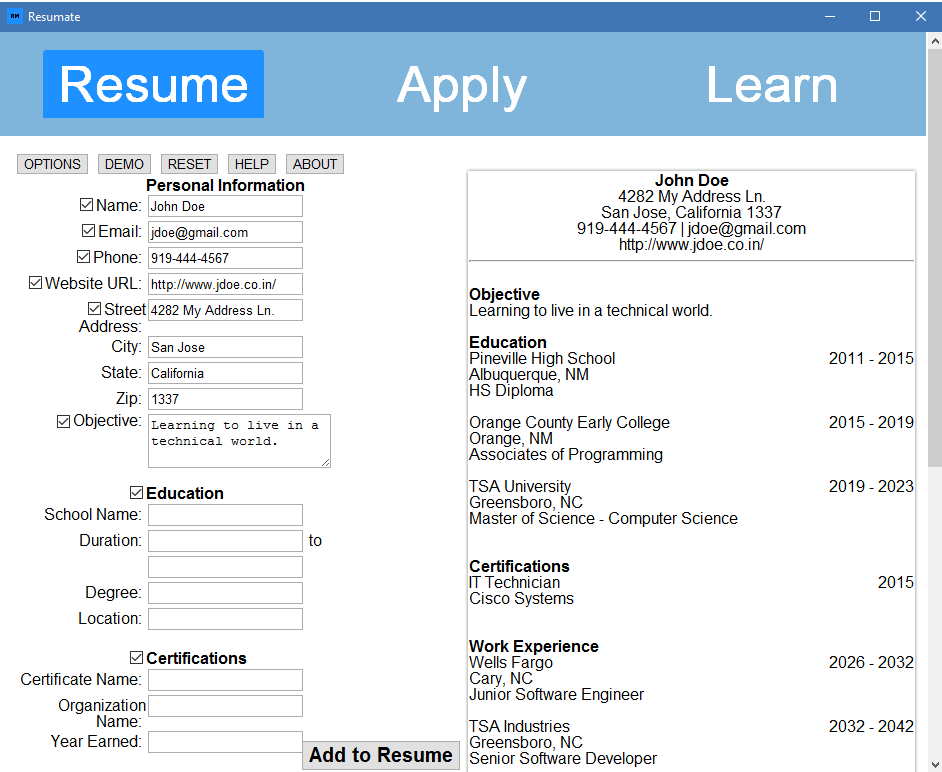 RM Resumate
Resume Apply Learn
OPTIONS DEMO RESET HELP ABOUT
Personal Information
Name: John Doe
Email: jdoe@gmail.com
Phone: 919-444-4567
Website URL: http://www.jdoe.co.in/
Street Address: 4282 My Address Ln.
City: San Jose
State: California
Zip: 1337
Objective: Learning to live in a
technical world.
Education
School Name:
Duration: to
Degree:
Location:
Certifications
Certificate Name:
Organization
Name:
Year Earned:
Add to Resume
John Doe
4282 My Address Ln.
San Jose, California 1337
919-444-4567 | jdoe@gmail.com
http://www.jdoe.co.in/
Objective
Learning to live in a technical world.
Education
Pineville High School 2011 - 2015
Albuquerque, NM
HS Diploma
Orange County Early College 2015 - 2019
Orange, NM
Associates of Programming
TSA University 2019 - 2023
Greensboro, NC
Master of Science - Computer Science
Certifications
IT Technician 2015
Cisco Systems
Work Experience
Wells Fargo 2026 - 2032
Cary, NC
Junior Software Engineer
TSA Industries 2032 - 2042
Greensboro, NC
Senior Software Developer